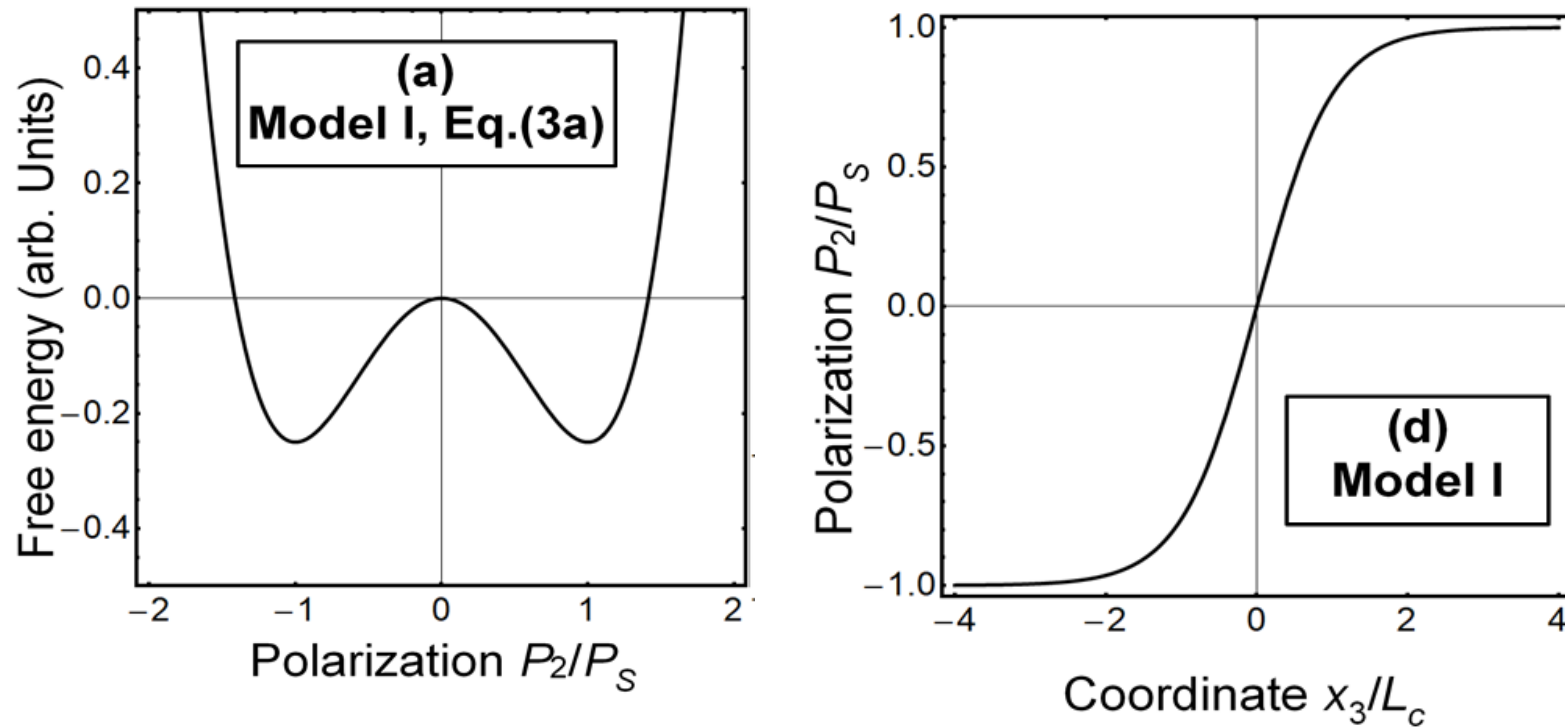 Free energy (arb. Units)
0.4
0.2
0.0
−0.2
−0.4
(a)
Model I, Eq.(3a)
−2
−1
0
1
2
Polarization P2/PS
Polarization P2/PS
1.0
0.5
0.0
−0.5
−1.0
(d)
Model I
−4
−2
0
2
4
Coordinate x3/Lc